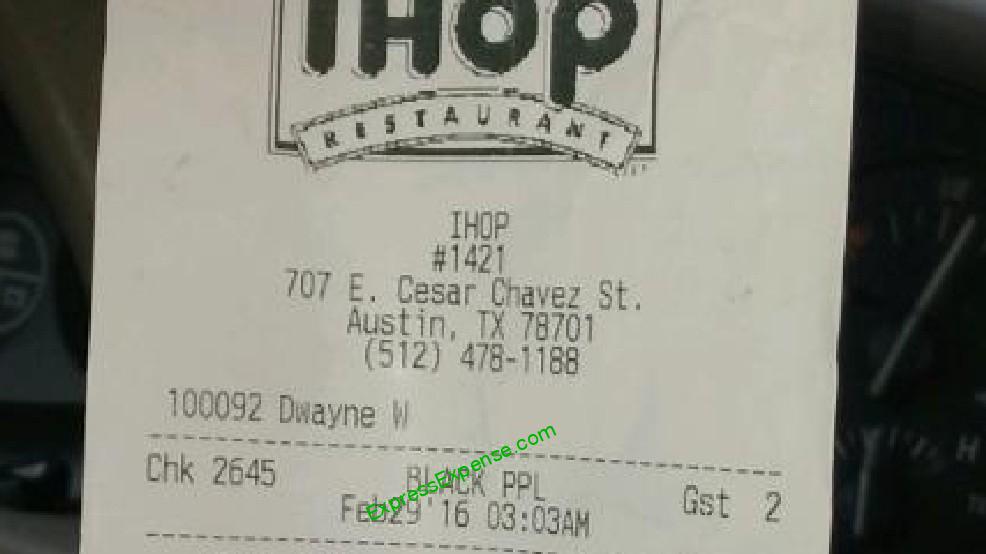 IHOP
RESTAURANT
IHOP
#1421
707 E. Cesar Chavez St.
Austin, TX 78701
(512) 478-1188
100092 Dwayne W
Chk 2645 BLACK PPL Gst 2
Feb29'16 03:03AM
ExpressExpense.com
H